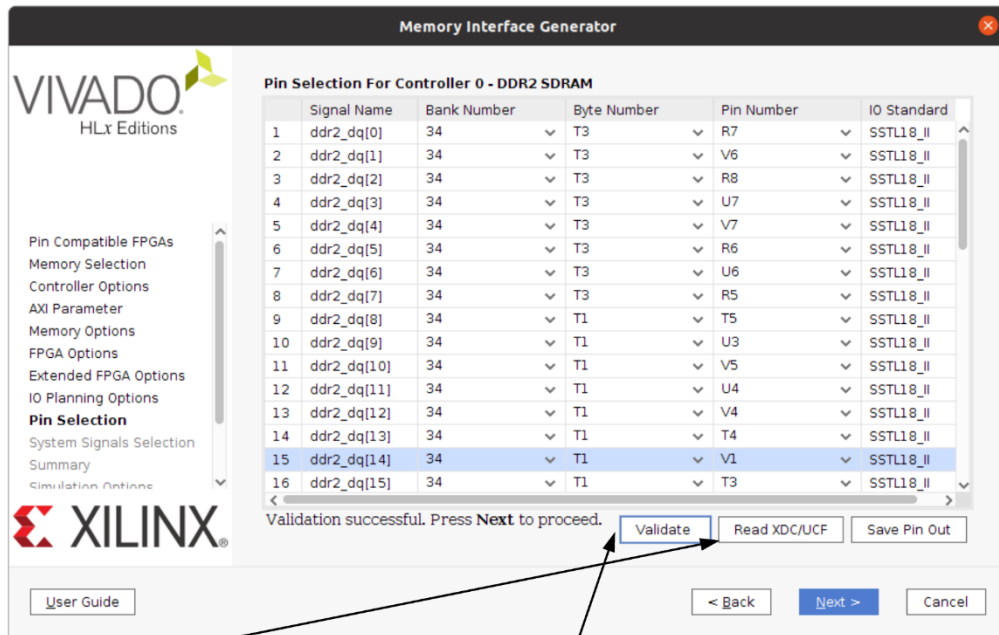 Memory Interface Generator
VIVADO
HLx Editions
Pin Compatible FPGAs
Memory Selection
Controller Options
AXI Parameter
Memory Options
FPGA Options
Extended FPGA Options
IO Planning Options
Pin Selection
System Signals Selection
Summary
Simulation Options
XILINX
Pin Selection For Controller 0 - DDR2 SDRAM
Signal Name Bank Number Byte Number Pin Number IO Standard
1 ddr2_dq[0] 34 T3 R7 SSTL18_II
2 ddr2_dq[1] 34 T3 V6 SSTL18_II
3 ddr2_dq[2] 34 T3 R8 SSTL18_II
4 ddr2_dq[3] 34 T3 U7 SSTL18_II
5 ddr2_dq[4] 34 T3 V7 SSTL18_II
6 ddr2_dq[5] 34 T3 R6 SSTL18_II
7 ddr2_dq[6] 34 T3 U6 SSTL18_II
8 ddr2_dq[7] 34 T3 R5 SSTL18_II
9 ddr2_dq[8] 34 T1 T5 SSTL18_II
10 ddr2_dq[9] 34 T1 U3 SSTL18_II
11 ddr2_dq[10] 34 T1 V5 SSTL18_II
12 ddr2_dq[11] 34 T1 U4 SSTL18_II
13 ddr2_dq[12] 34 T1 V4 SSTL18_II
14 ddr2_dq[13] 34 T1 T4 SSTL18_II
15 ddr2_dq[14] 34 T1 V1 SSTL18_II
16 ddr2_dq[15] 34 T1 T3 SSTL18_II
Validation successful. Press Next to proceed. Validate Read XDC/UCF Save Pin Out
User Guide < Back Next > Cancel